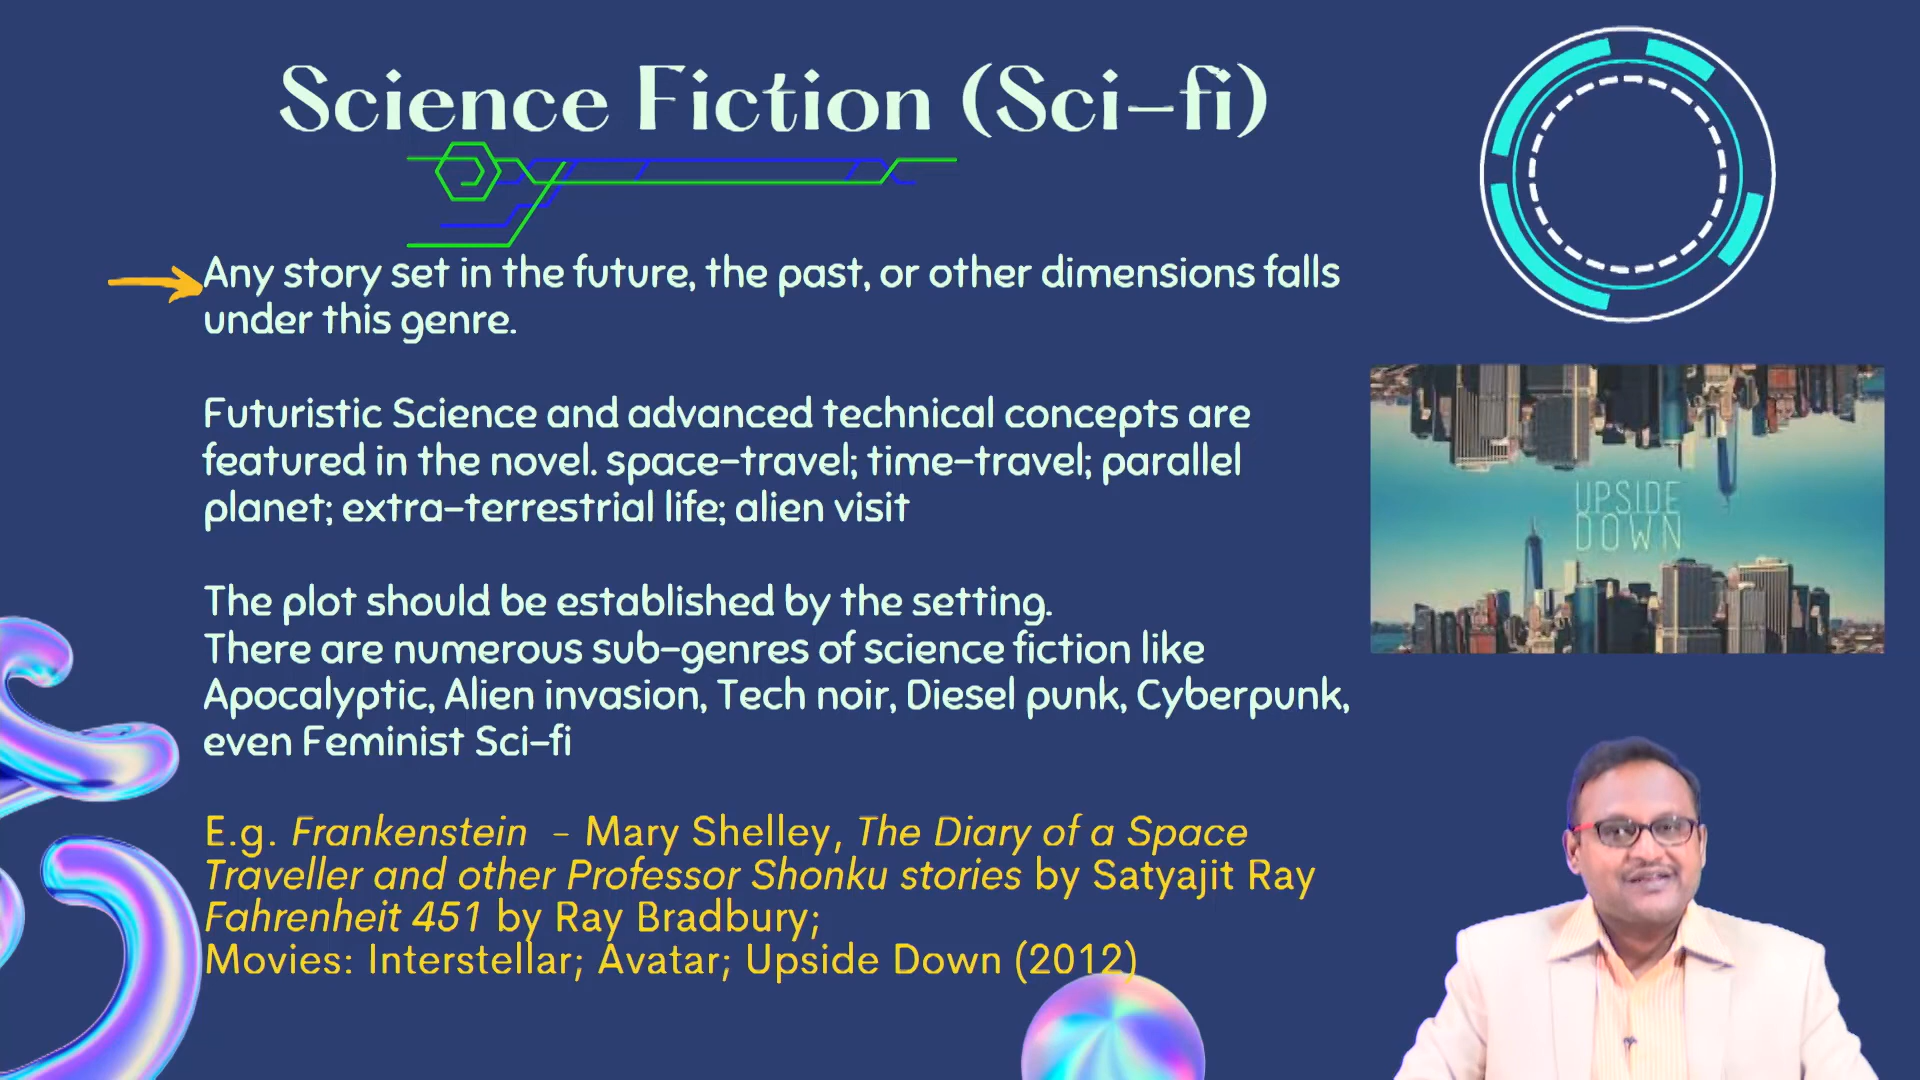 Science Fiction (Sci-fi)
Any story set in the future, the past, or other dimensions falls
under this genre.
Futuristic Science and advanced technical concepts are
featured in the novel. space-travel; time-travel; parallel
planet; extra-terrestrial life; alien visit
UPSIDE
DOWN
The plot should be established by the setting.
There are numerous sub-genres of science fiction like
Apocalyptic, Alien invasion, Tech noir, Diesel punk, Cyberpunk,
even Feminist Sci-fi
E.g. Frankenstein - Mary Shelley, The Diary of a Space
Traveller and other Professor Shonku stories by Satyajit Ray
Fahrenheit 451 by Ray Bradbury;
Movies: Interstellar; Avatar; Upside Down (2012)